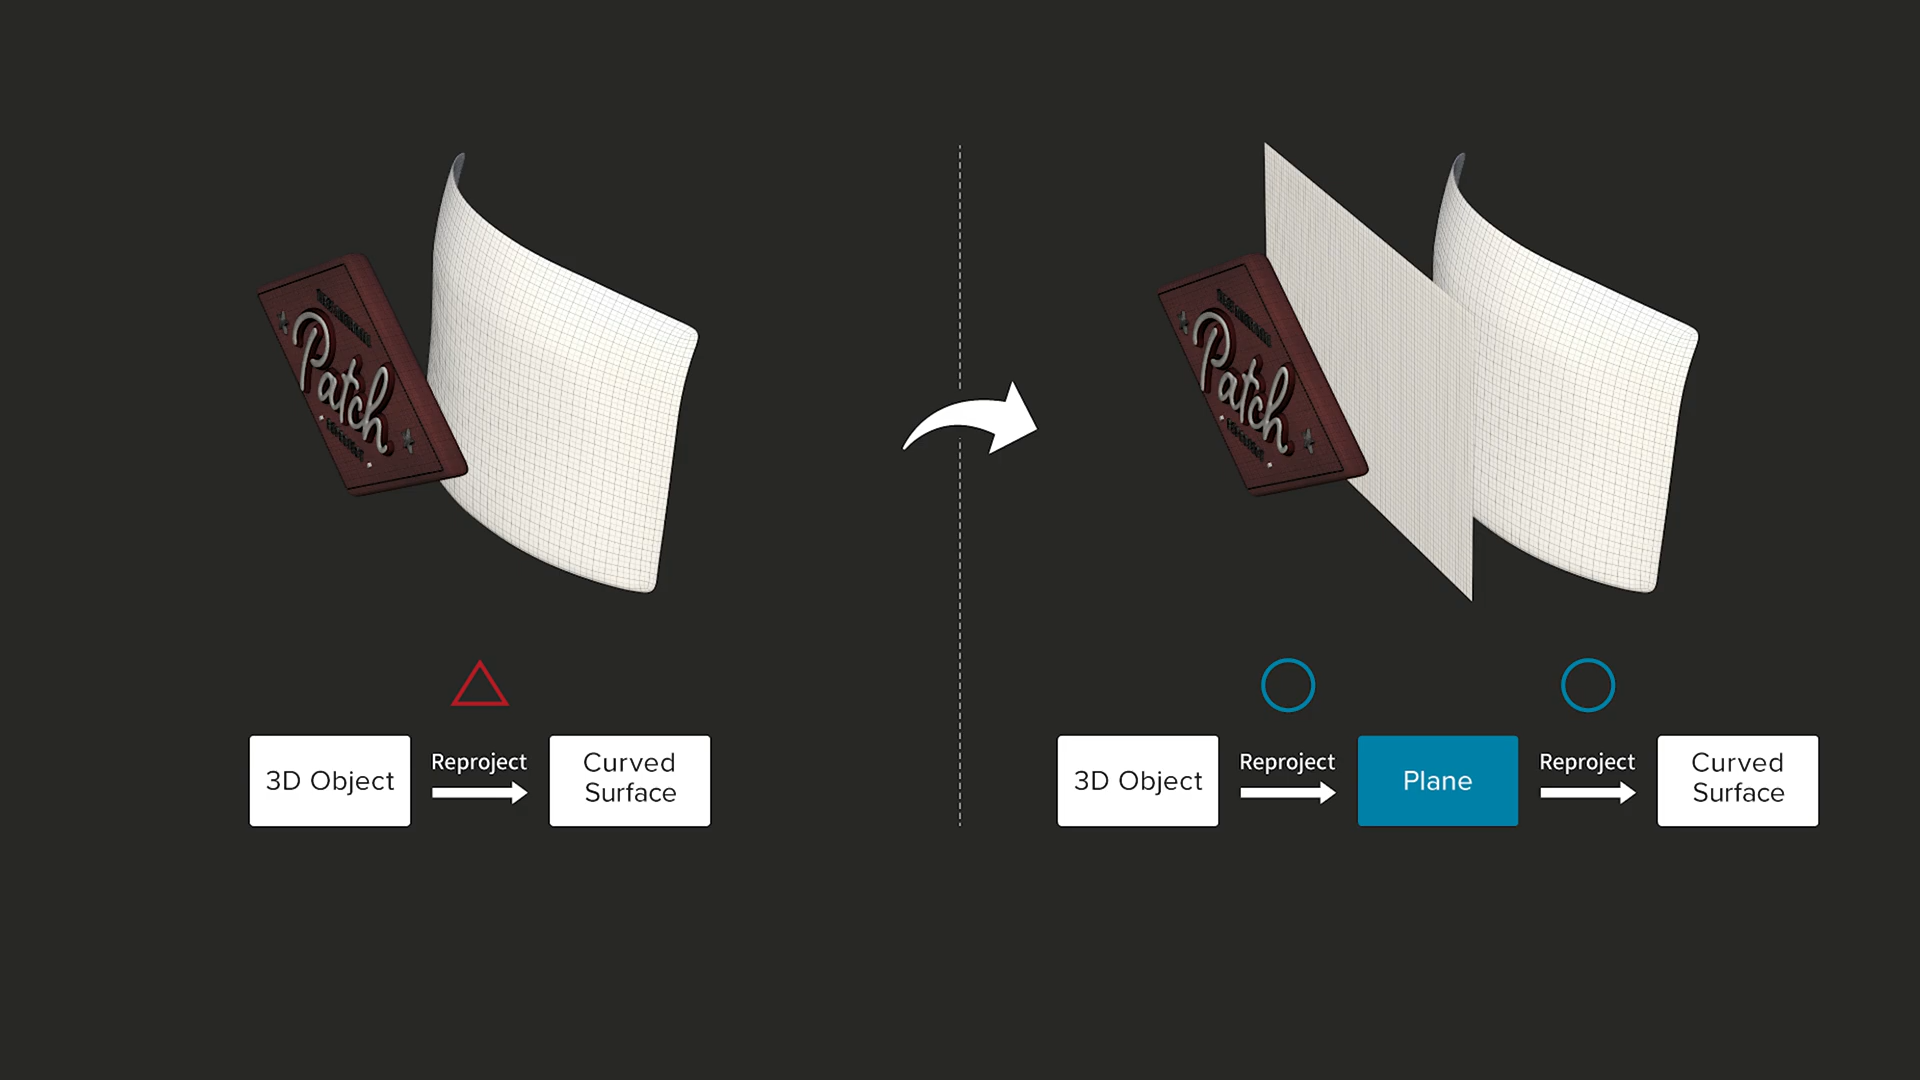 Patch
Patch
3D Object
Reproject
Curved
Surface
3D Object
Reproject
Plane
Reproject
Curved
Surface